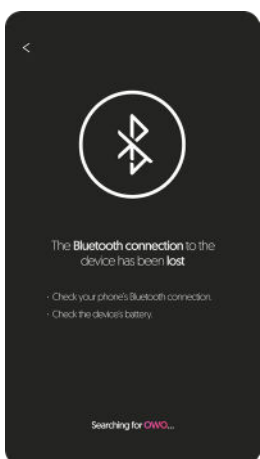 The Bluetooth connection to the
device has been lost
· Check your phone's Bluetooth connection.
· Check the device's battery.
Searching for OWO...